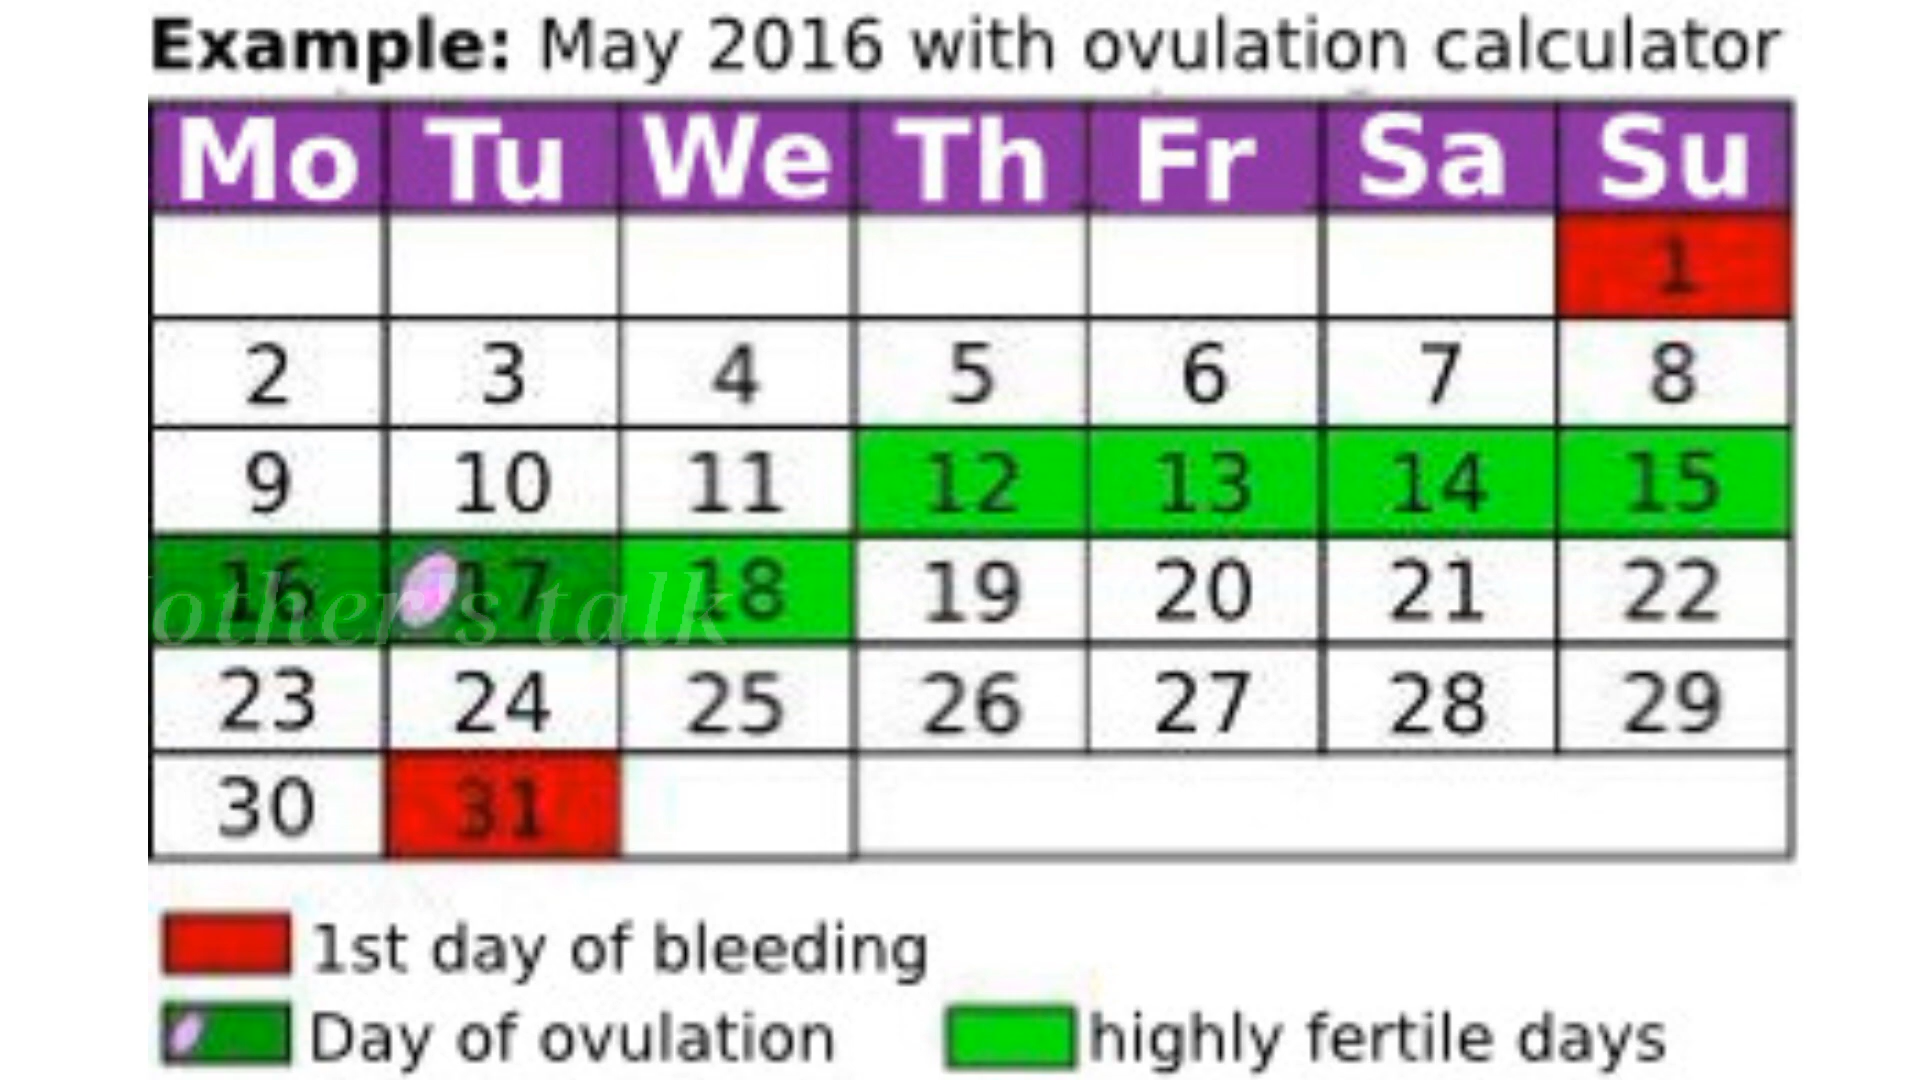 Example: May 2016 with ovulation calculator
Mo Tu We Th Fr Sa Su
1
2 3 4 5 6 7 8
9 10 11 12 13 14 15
16 17 18 19 20 21 22
other's talk
23 24 25 26 27 28 29
30 31
1st day of bleeding
Day of ovulation highly fertile days